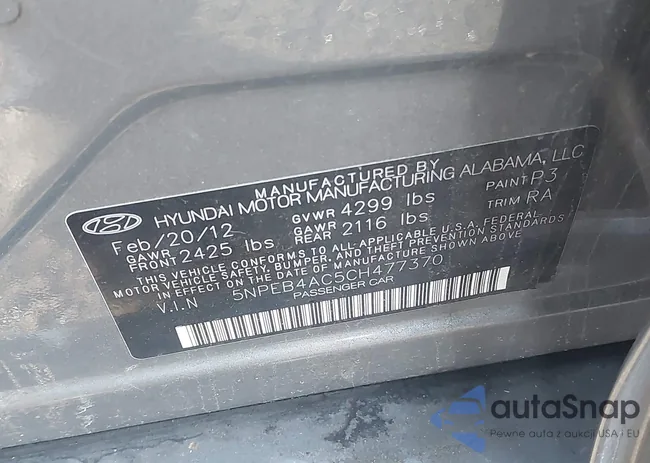 MANUFACTURED BY
HYUNDAI MOTOR MANUFACTURING ALABAMA, LLC
Feb/20/12 GVWR 4299 lbs PAINT P3
GAWR FRONT 2425 lbs GAWR REAR 2116 lbs TRIM RA
THIS VEHICLE CONFORMS TO ALL APPLICABLE U.S.A. FEDERAL
MOTOR VEHICLE SAFETY, BUMPER, AND THEFT PREVENTION STANDARDS
IN EFFECT ON THE DATE OF MANUFACTURE SHOWN ABOVE.
V.I.N 5NPEB4AC5CH477370
PASSENGER CAR
autaSnap
Pewne auta z aukcji USA i EU